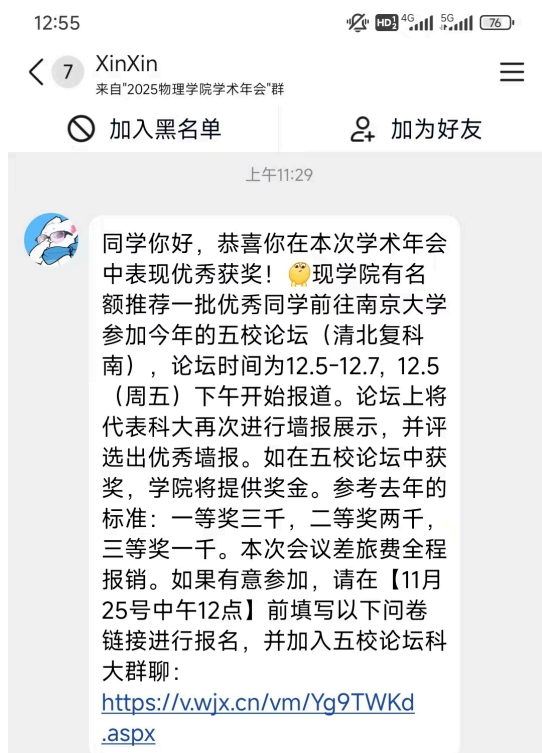 12:55
HD 1 2 4G 5G 76
7
XinXin
来自"2025物理学院学术年会"群
加入黑名单
加为好友
上午11:29
同学你好，恭喜你在本次学术年会
中表现优秀获奖！现学院有名
额推荐一批优秀同学前往南京大学
参加今年的五校论坛（清北复科
南），论坛时间为12.5-12.7，12.5
（周五）下午开始报道。论坛上将
代表科大再次进行墙报展示，并评
选出优秀墙报。如在五校论坛中获
奖，学院将提供奖金。参考去年的
标准：一等奖三千，二等奖两千，
三等奖一千。本次会议差旅费全程
报销。如果有意参加，请在【11月
25号中午12点】前填写以下问卷
链接进行报名，并加入五校论坛科
大群聊：
https://v.wjx.cn/vm/Yg9TWKd
.aspx